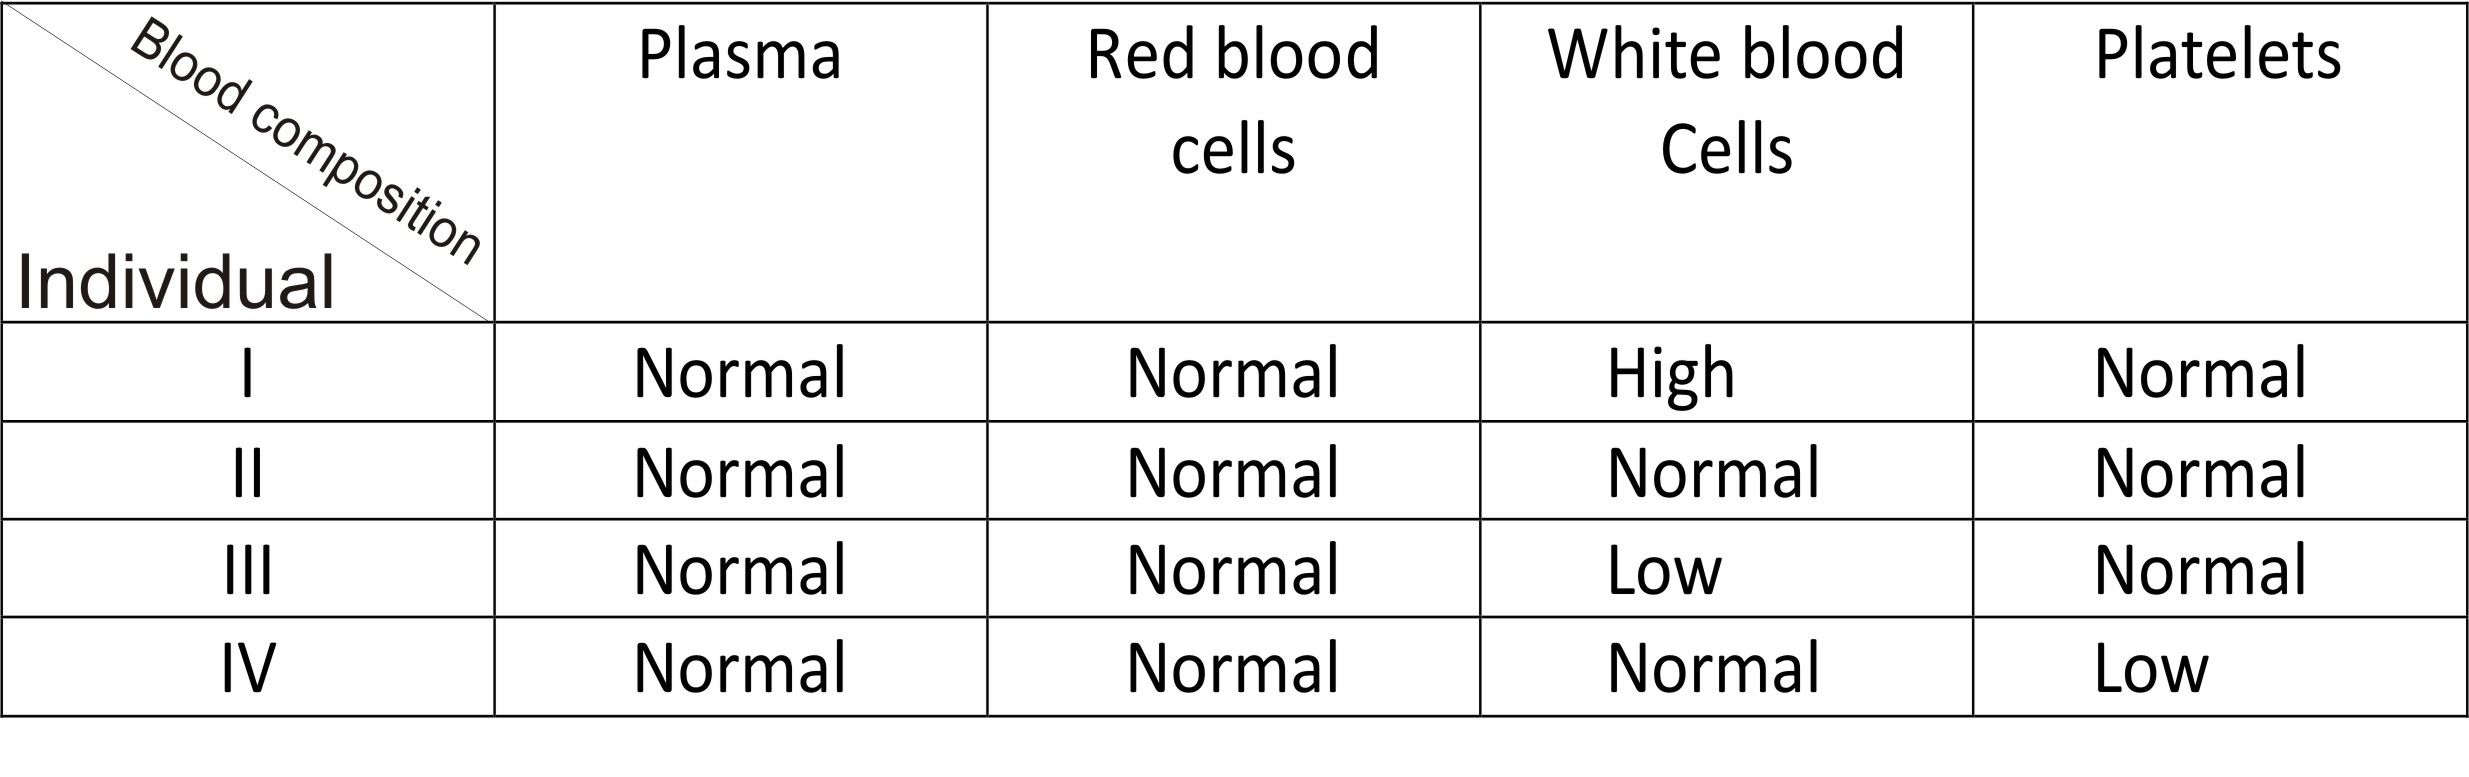 Blood composition
Individual
Plasma
Red blood
cells
White blood
Cells
Platelets
I Normal Normal High Normal
II Normal Normal Normal Normal
III Normal Normal Low Normal
IV Normal Normal Normal Low